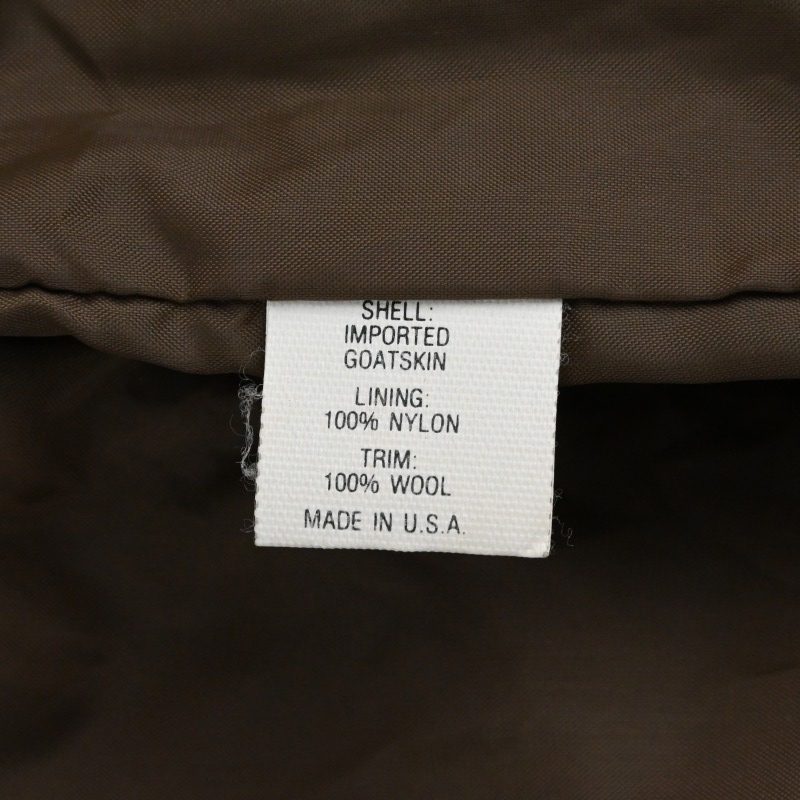 SHELL:
IMPORTED
GOATSKIN
LINING:
100% NYLON
TRIM:
100% WOOL
MADE IN U.S.A.